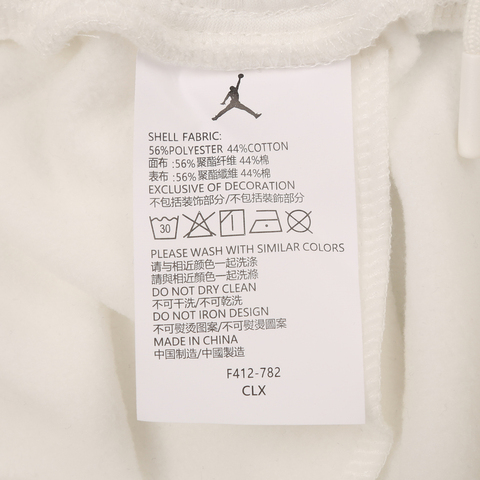 SHELL FABRIC:
56%POLYESTER 44%COTTON
面布 :56%聚酯纤维 44%棉
表布 :56%聚酯纖維 44%棉
EXCLUSIVE OF DECORATION
不包括装饰部分/不包括裝飾部分
30
PLEASE WASH WITH SIMILAR COLORS
请与相近颜色一起洗涤
請與相近顏色一起洗滌
DO NOT DRY CLEAN
不可干洗/不可乾洗
DO NOT IRON DESIGN
不可熨烫图案/不可熨燙圖案
MADE IN CHINA
中国制造/中國製造
F412-782
CLX